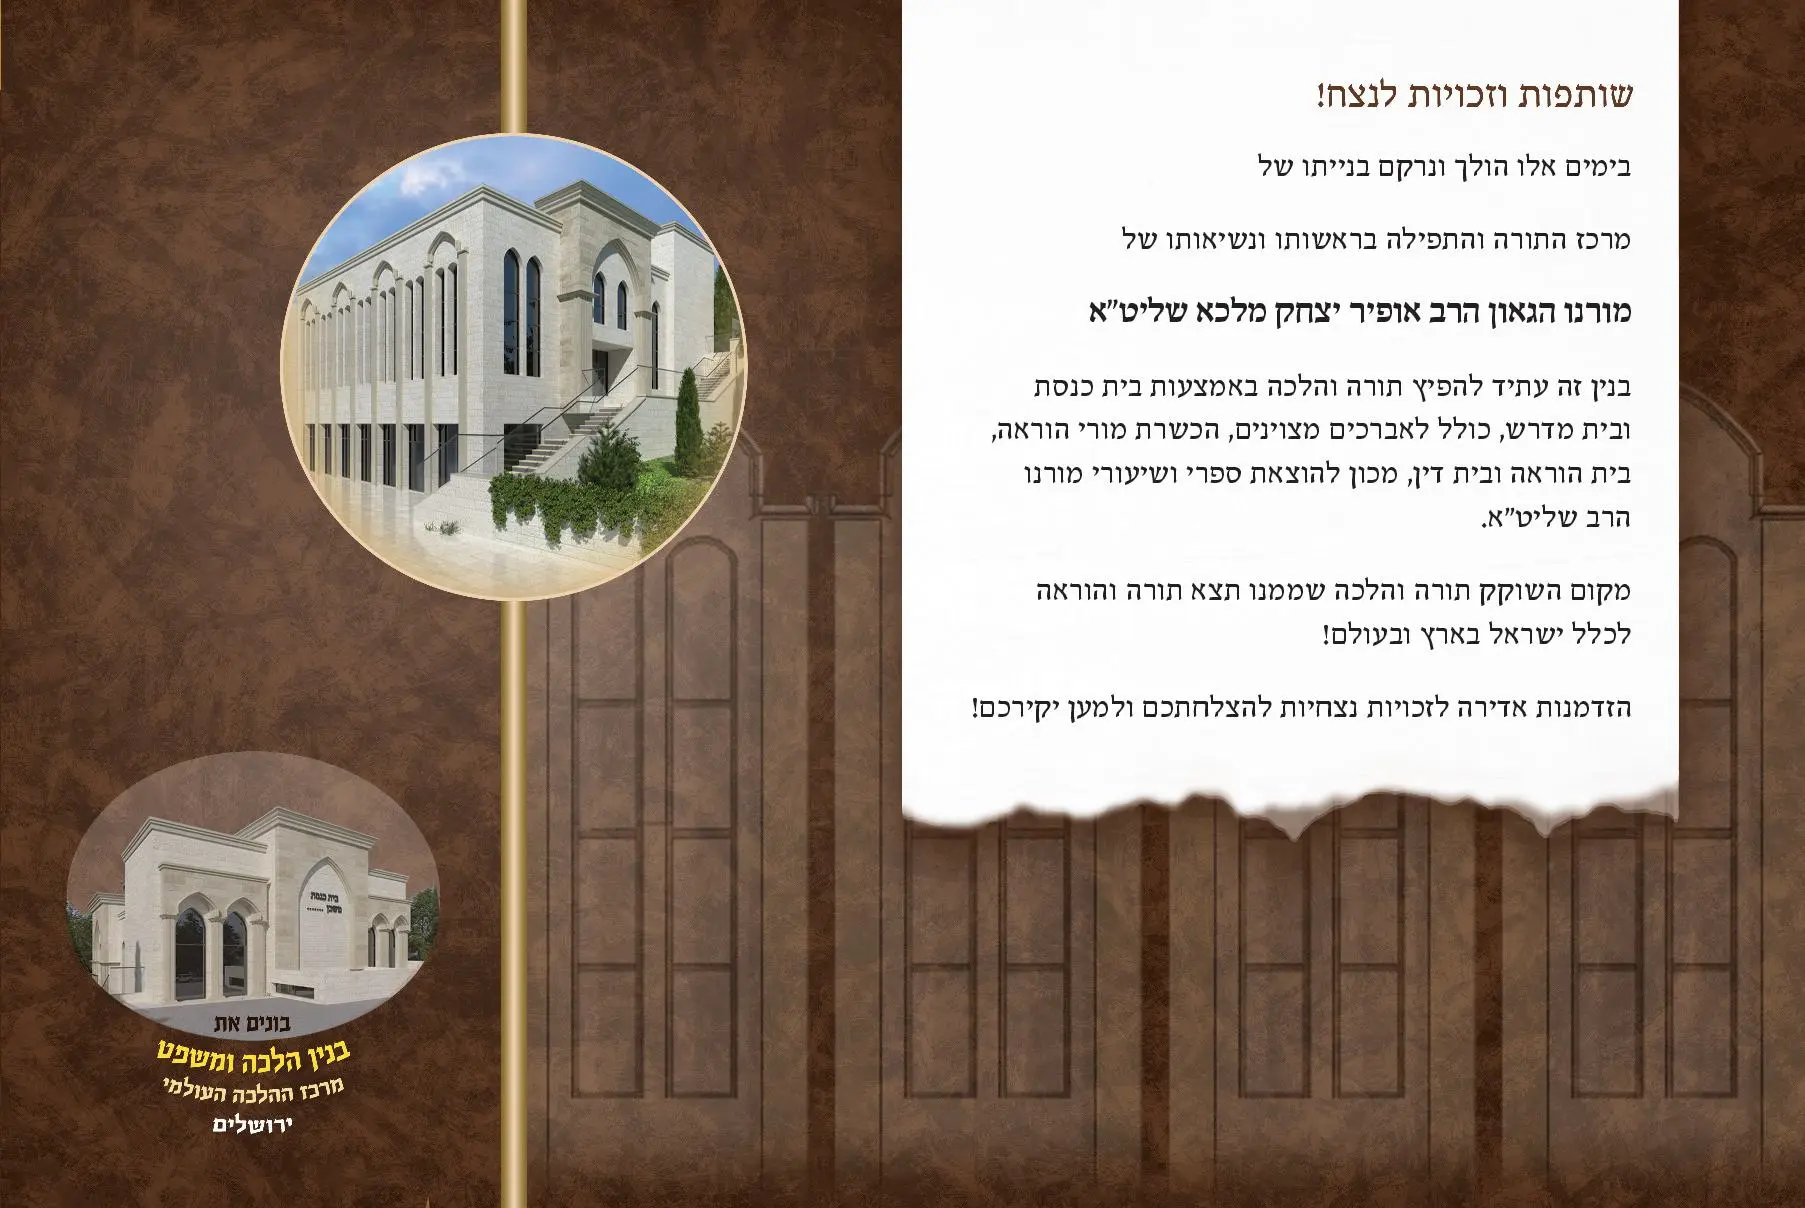 שותפות וזכויות לנצח!
בימים אלו הולך ונרקם בנייתו של
מרכז התורה והתפילה בראשותו ונשיאותו של
מורנו הגאון הרב אופיר יצחק מלכא שליט״א
בנין זה עתיד להפיץ תורה והלכה באמצעות בית כנסת
ובית מדרש, כולל לאברכים מצוינים, הכשרת מורי הוראה,
בית הוראה ובית דין, מכון להוצאת ספרי ושיעורי מורנו
הרב שליט״א.
מקום השוקק תורה והלכה שממנו תצא תורה והוראה
לכלל ישראל בארץ ובעולם!
הזדמנות אדירה לזכויות נצחיות להצלחתכם ולמען יקירכם!
בית כנסת
משכן .......
בונים את
בנין הלכה ומשפט
מרכז ההלכה העולמי
ירושלים